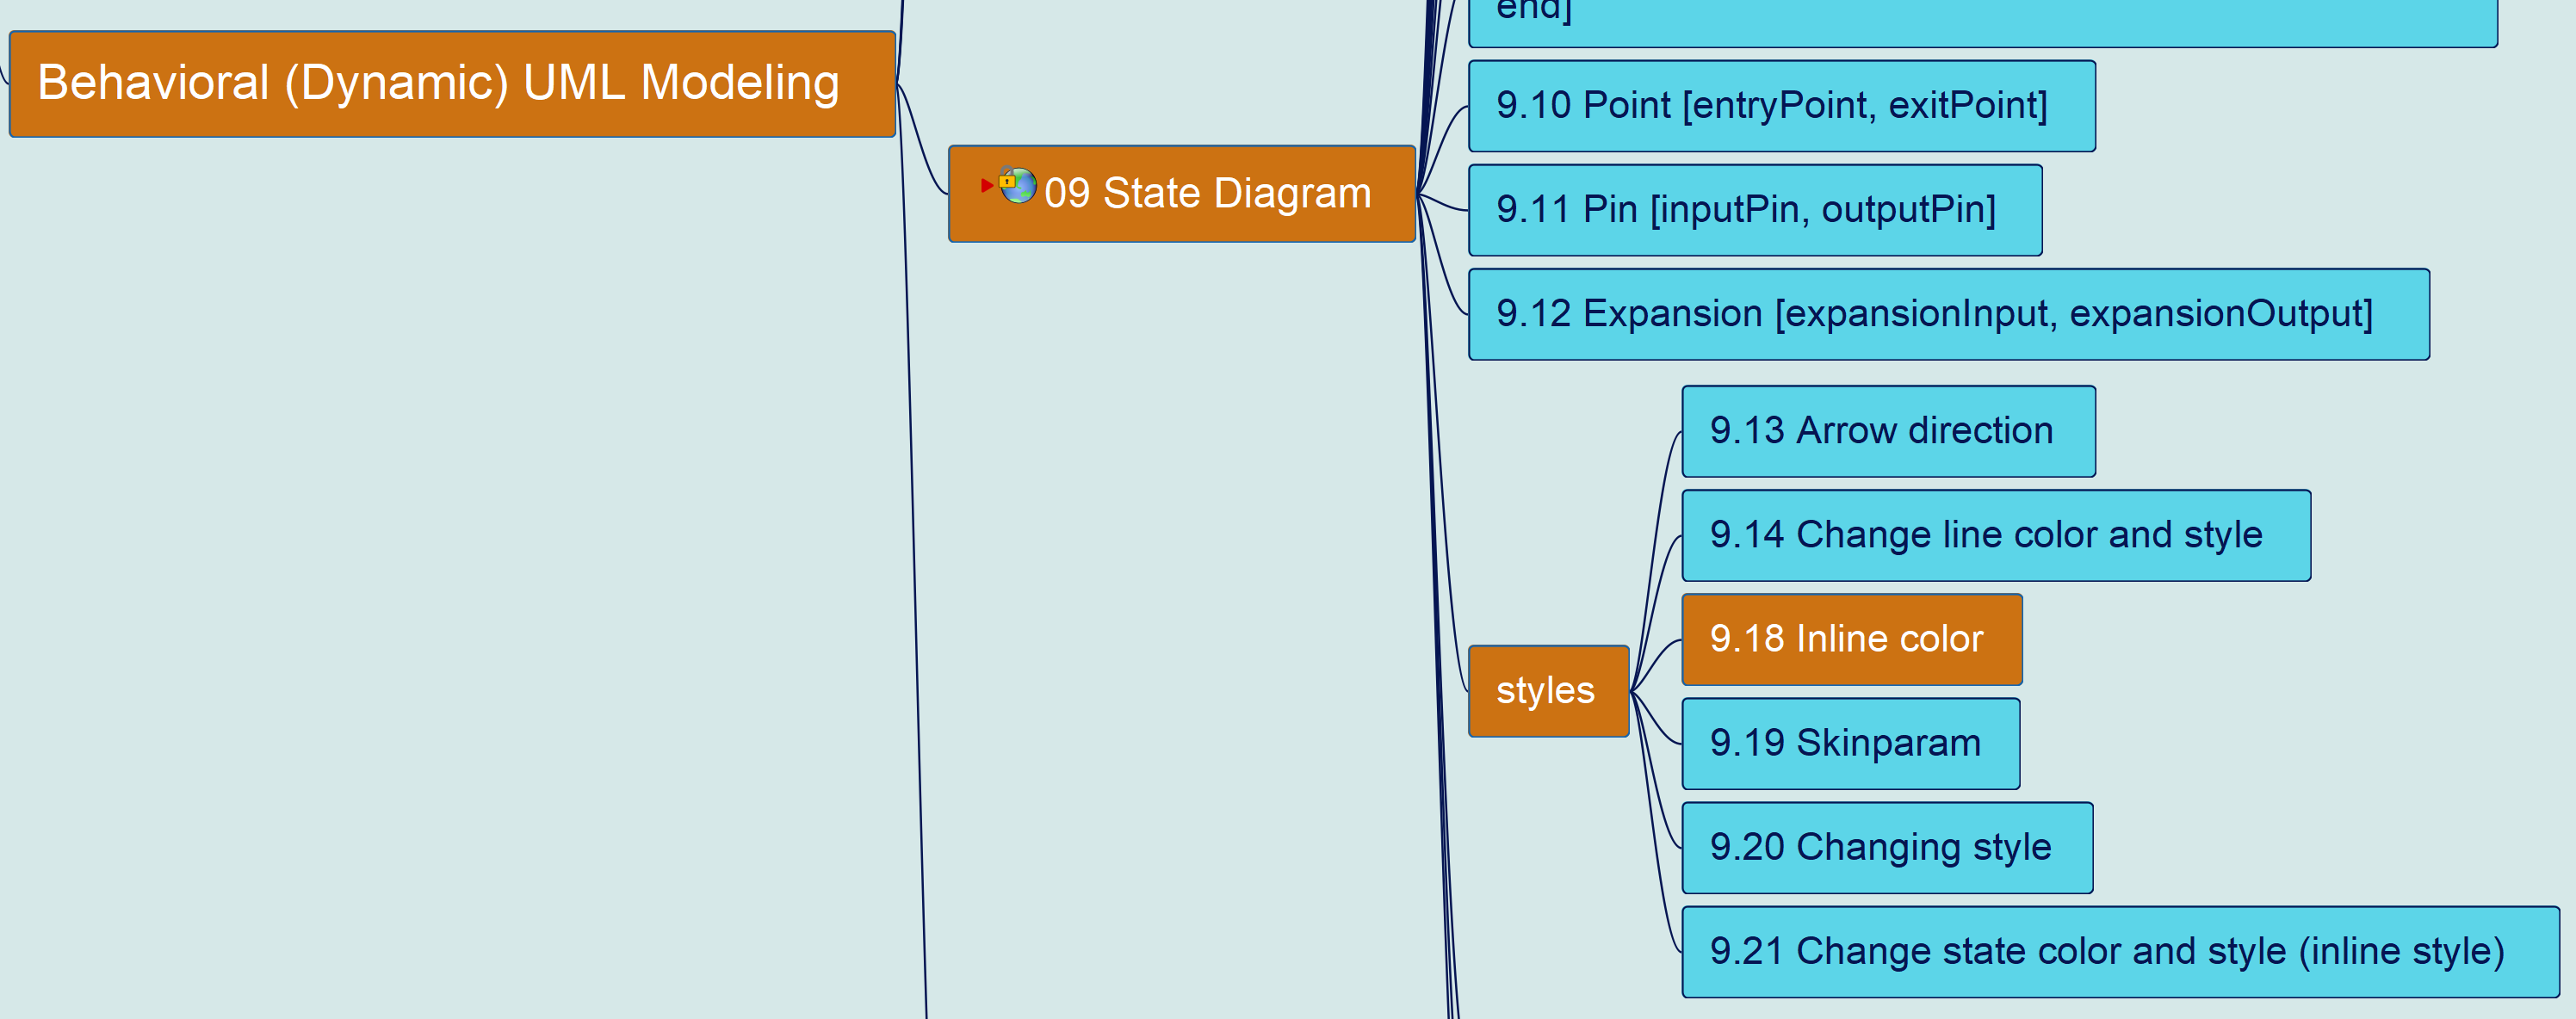 end]
Behavioral (Dynamic) UML Modeling
9.10 Point [entryPoint, exitPoint]
09 State Diagram
9.11 Pin [inputPin, outputPin]
9.12 Expansion [expansionInput, expansionOutput]
9.13 Arrow direction
9.14 Change line color and style
9.18 Inline color
styles
9.19 Skinparam
9.20 Changing style
9.21 Change state color and style (inline style)